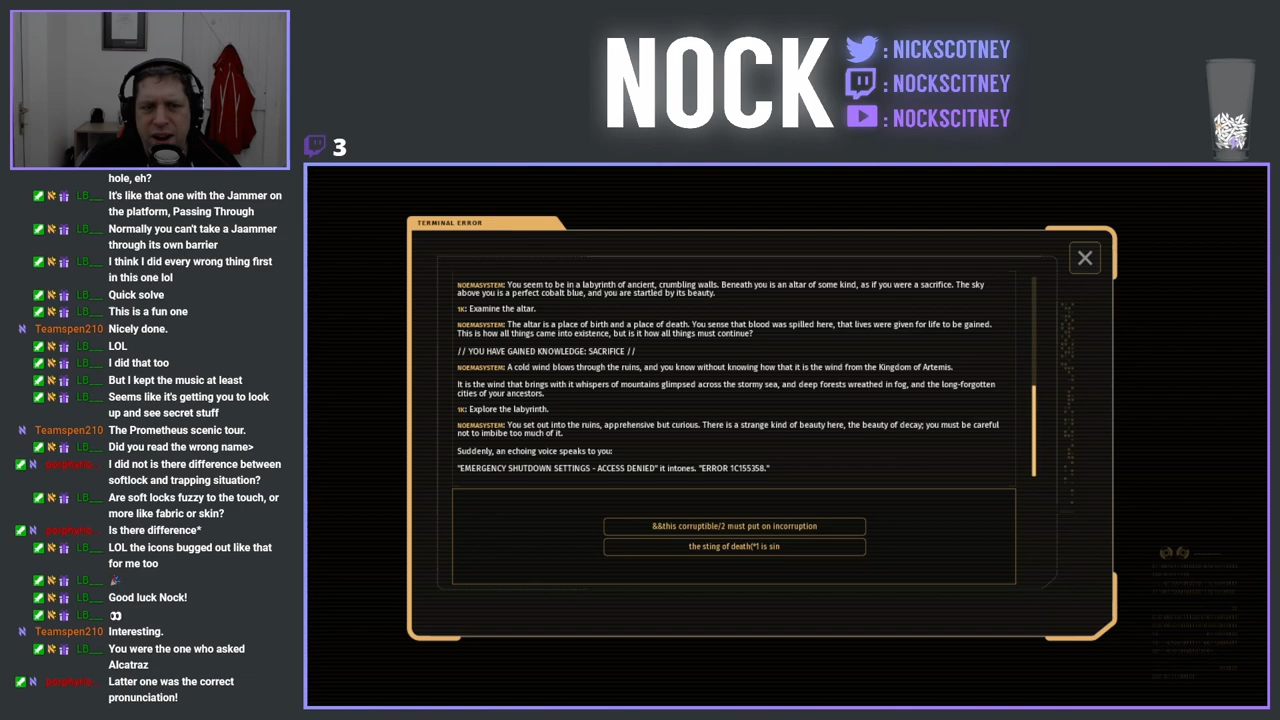 NOCK
: NICKSCOTNEY
: NOCKSCITNEY
: NOCKSCITNEY
3
hole, eh?
LB__ It's like that one with the Jammer on
the platform, Passing Through
LB__ Normally you can't take a Jaammer
through its own barrier
LB__ I think I did every wrong thing first
in this one lol
LB__ Quick solve
LB__ This is a fun one
Teamspen210 Nicely done.
LB__ LOL
LB__ I did that too
LB__ But I kept the music at least
LB__ Seems like it's getting you to look
up and see secret stuff
Teamspen210 The Prometheus scenic tour.
LB__ Did you read the wrong name>
I did not is there difference between
softlock and trapping situation?
LB__ Are soft locks fuzzy to the touch, or
more like fabric or skin?
Is there difference*
LB__ LOL the icons bugged out like that
for me too
LB__
LB__ Good luck Nock!
LB__
Teamspen210 Interesting.
LB__ You were the one who asked
Alcatraz
Latter one was the correct
pronunciation!
TERMINAL ERROR
NOEMASYSTEM: You seem to be in a labyrinth of ancient, crumbling walls. Beneath you is an altar of some kind, as if you were a sacrifice. The sky
above you is a perfect cobalt blue, and you are startled by its beauty.
1K: Examine the altar.
NOEMASYSTEM: The altar is a place of birth and a place of death. You sense that blood was spilled here, that lives were given for life to be gained.
This is how all things came into existence, but is it how all things must continue?
// YOU HAVE GAINED KNOWLEDGE: SACRIFICE //
NOEMASYSTEM: A cold wind blows through the ruins, and you know without knowing how that it is the wind from the Kingdom of Artemis.
It is the wind that brings with it whispers of mountains glimpsed across the stormy sea, and deep forests wreathed in fog, and the long-forgotten
cities of your ancestors.
1K: Explore the labyrinth.
NOEMASYSTEM: You set out into the ruins, apprehensive but curious. There is a strange kind of beauty here, the beauty of decay; you must be careful
not to imbibe too much of it.
Suddenly, an echoing voice speaks to you:
"EMERGENCY SHUTDOWN SETTINGS - ACCESS DENIED" it intones. "ERROR 1C155358."
&&this corruptible/2 must put on incorruption
the sting of death(*1 is sin